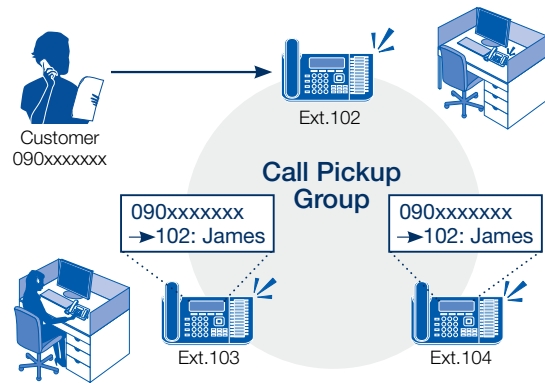 Customer
090xxxxxxx
Ext.102
Call Pickup
Group
090xxxxxxx
→102: James
090xxxxxxx
→102: James
Ext.103
Ext.104